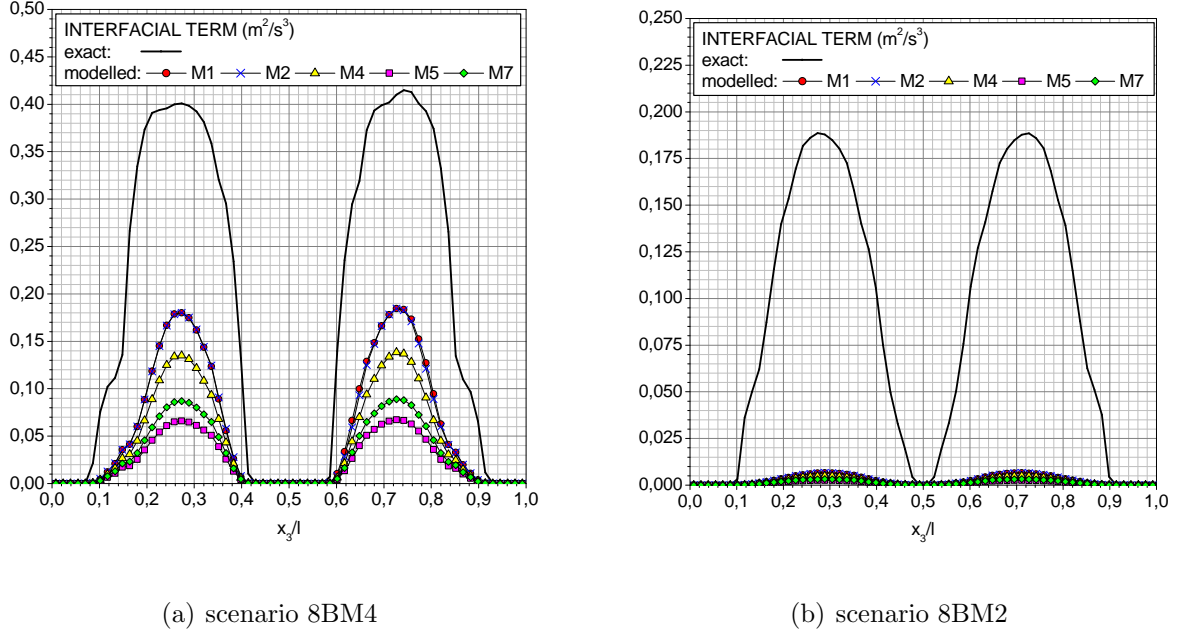 INTERFACIAL TERM (m²/s³)
exact:
modelled: M1 M2 M4 M5 M7
0,50
0,45
0,40
0,35
0,30
0,25
0,20
0,15
0,10
0,05
0,00
0,0 0,1 0,2 0,3 0,4 0,5 0,6 0,7 0,8 0,9 1,0
x₃/l
(a) scenario 8BM4
INTERFACIAL TERM (m²/s³)
exact:
modelled: M1 M2 M4 M5 M7
0,250
0,225
0,200
0,175
0,150
0,125
0,100
0,075
0,050
0,025
0,000
0,0 0,1 0,2 0,3 0,4 0,5 0,6 0,7 0,8 0,9 1,0
x₃/l
(b) scenario 8BM2